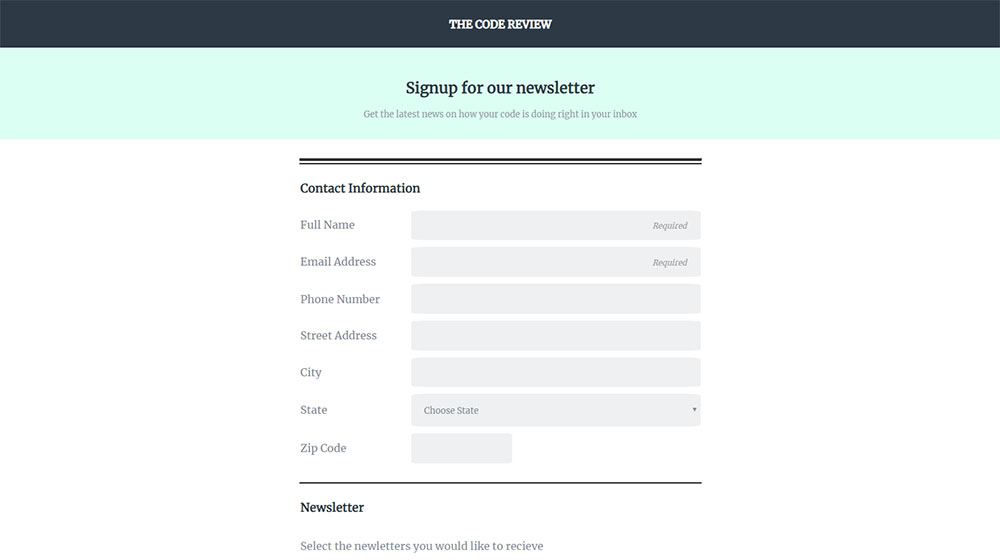 THE CODE REVIEW
Signup for our newsletter
Get the latest news on how your code is doing right in your inbox
Contact Information
Full Name Required
Email Address Required
Phone Number
Street Address
City
State Choose State
Zip Code
Newsletter
Select the newletters you would like to recieve